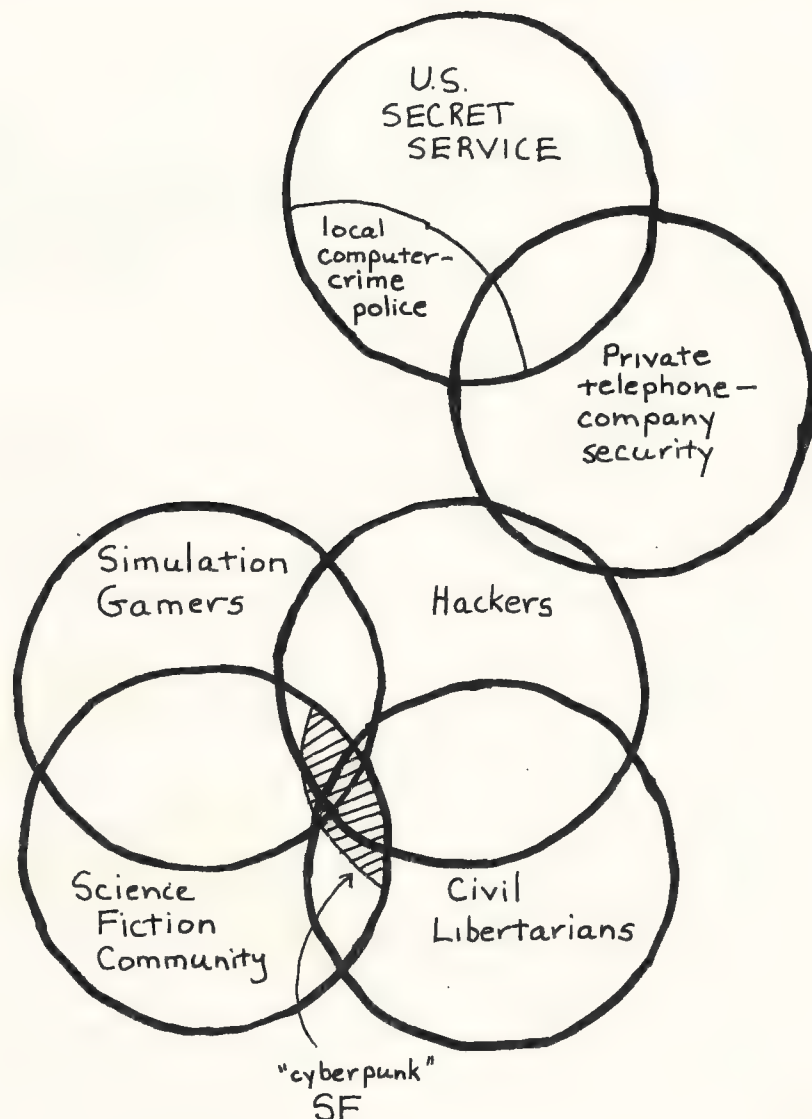 U.S.
SECRET
SERVICE
local
computer-
crime
police
Private
telephone-
company
security
Simulation
Gamers
Hackers
Science
Fiction
Community
Civil
Libertarians
"cyberpunk"
SF